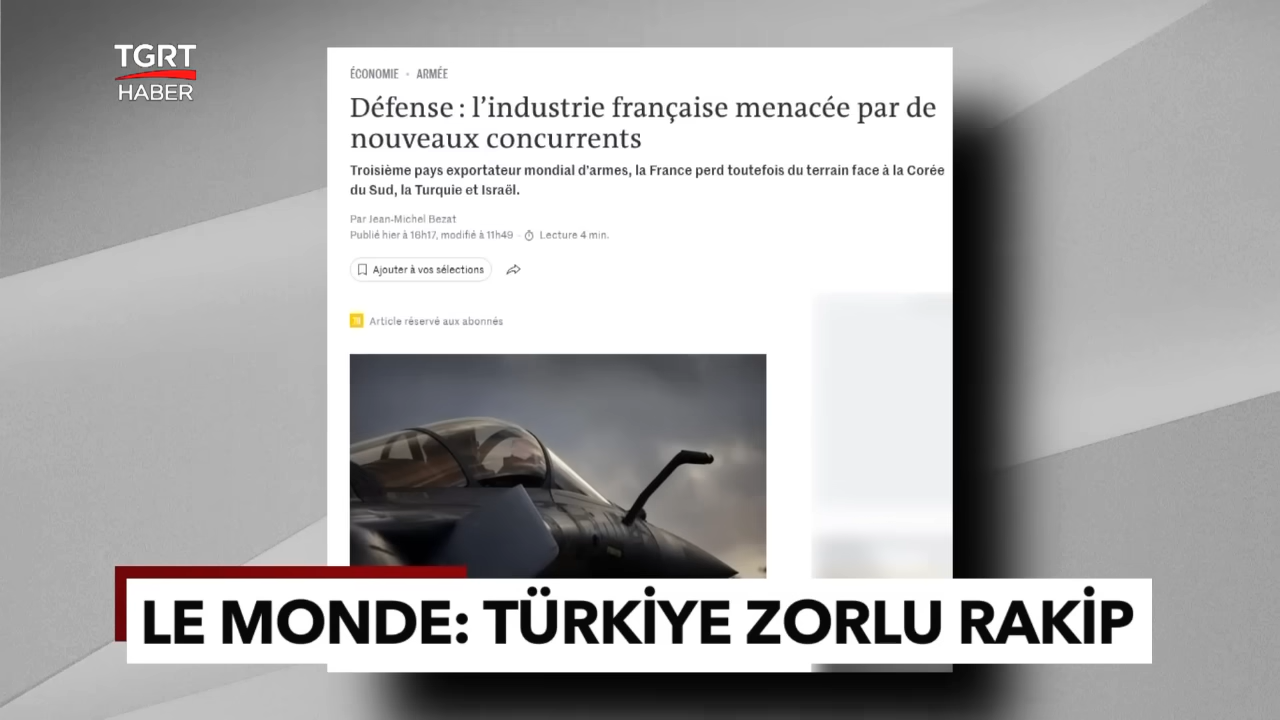 TGRT
HABER
ÉCONOMIE • ARMÉE
Défense : l'industrie française menacée par de
nouveaux concurrents
Troisième pays exportateur mondial d'armes, la France perd toutefois du terrain face à la Corée
du Sud, la Turquie et Israël.
Par Jean-Michel Bezat
Publié hier à 16h17, modifié à 11h49 · Lecture 4 min.
Ajouter à vos sélections
Article réservé aux abonnés
LE MONDE: TÜRKİYE ZORLU RAKİP